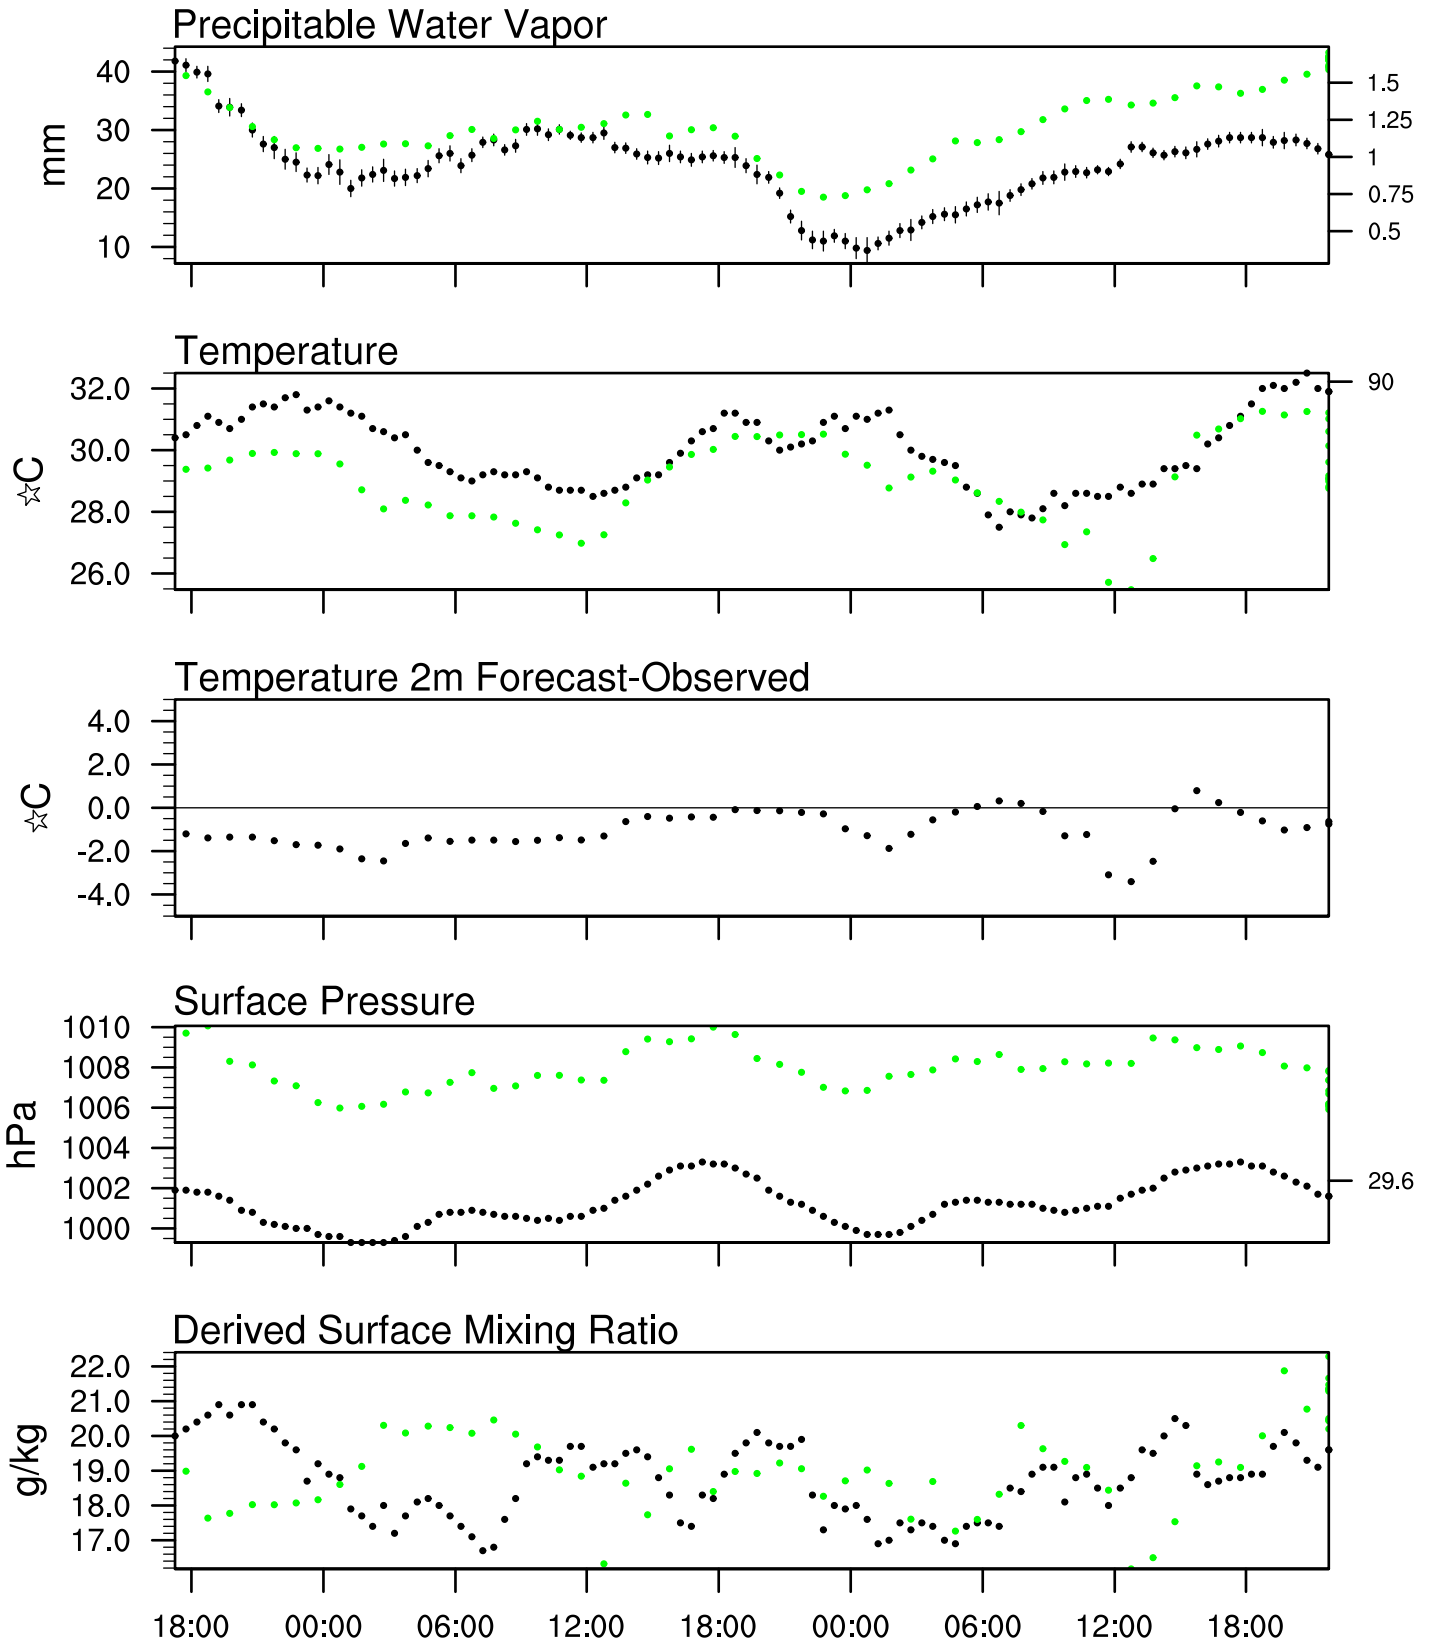 Precipitable Water Vapor
40
30
20
10
mm
1.5
1.25
1
0.75
0.5
Temperature
32.0
30.0
28.0
26.0
☆C
90
Temperature 2m Forecast-Observed
4.0
2.0
0.0
-2.0
-4.0
☆C
Surface Pressure
1010
1008
1006
1004
1002
1000
hPa
29.6
Derived Surface Mixing Ratio
22.0
21.0
20.0
19.0
18.0
17.0
g/kg
18:00 00:00 06:00 12:00 18:00 00:00 06:00 12:00 18:00